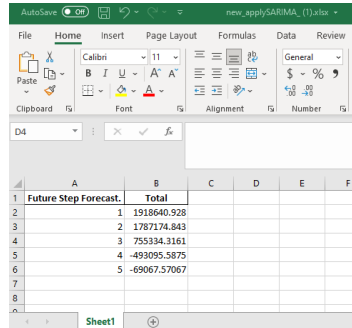 AutoSave Off new_applySARIMA_ (1).xlsx
File Home Insert Page Layout Formulas Data Review
Paste
Calibri 11 A^ Aˇ ab General
B I U A $ % 9
Clipboard Font Alignment Number
D4 fx
A B C D E F
1 Future Step Forecast. Total
2 1 1918640.928
3 2 1787174.843
4 3 755334.3161
5 4 -493095.5875
6 5 -69067.57067
7
8
Sheet1